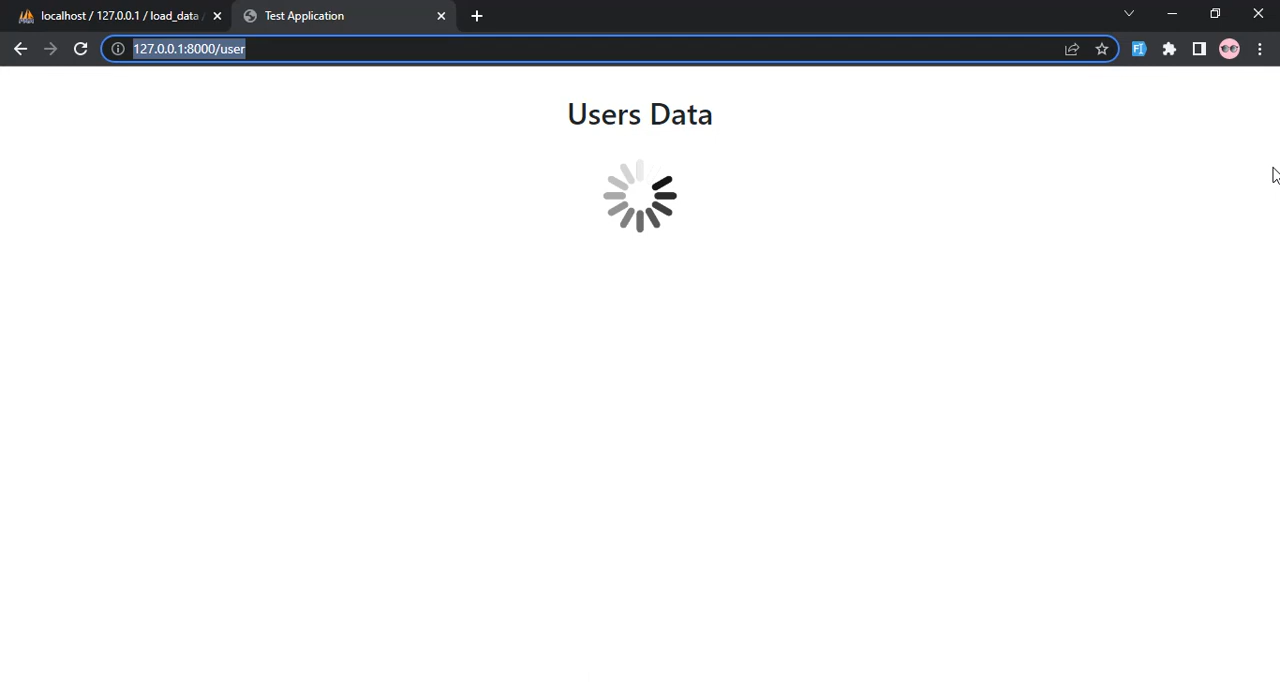 localhost / 127.0.0.1 / load_data
Test Application
127.0.0.1:8000/user
Users Data